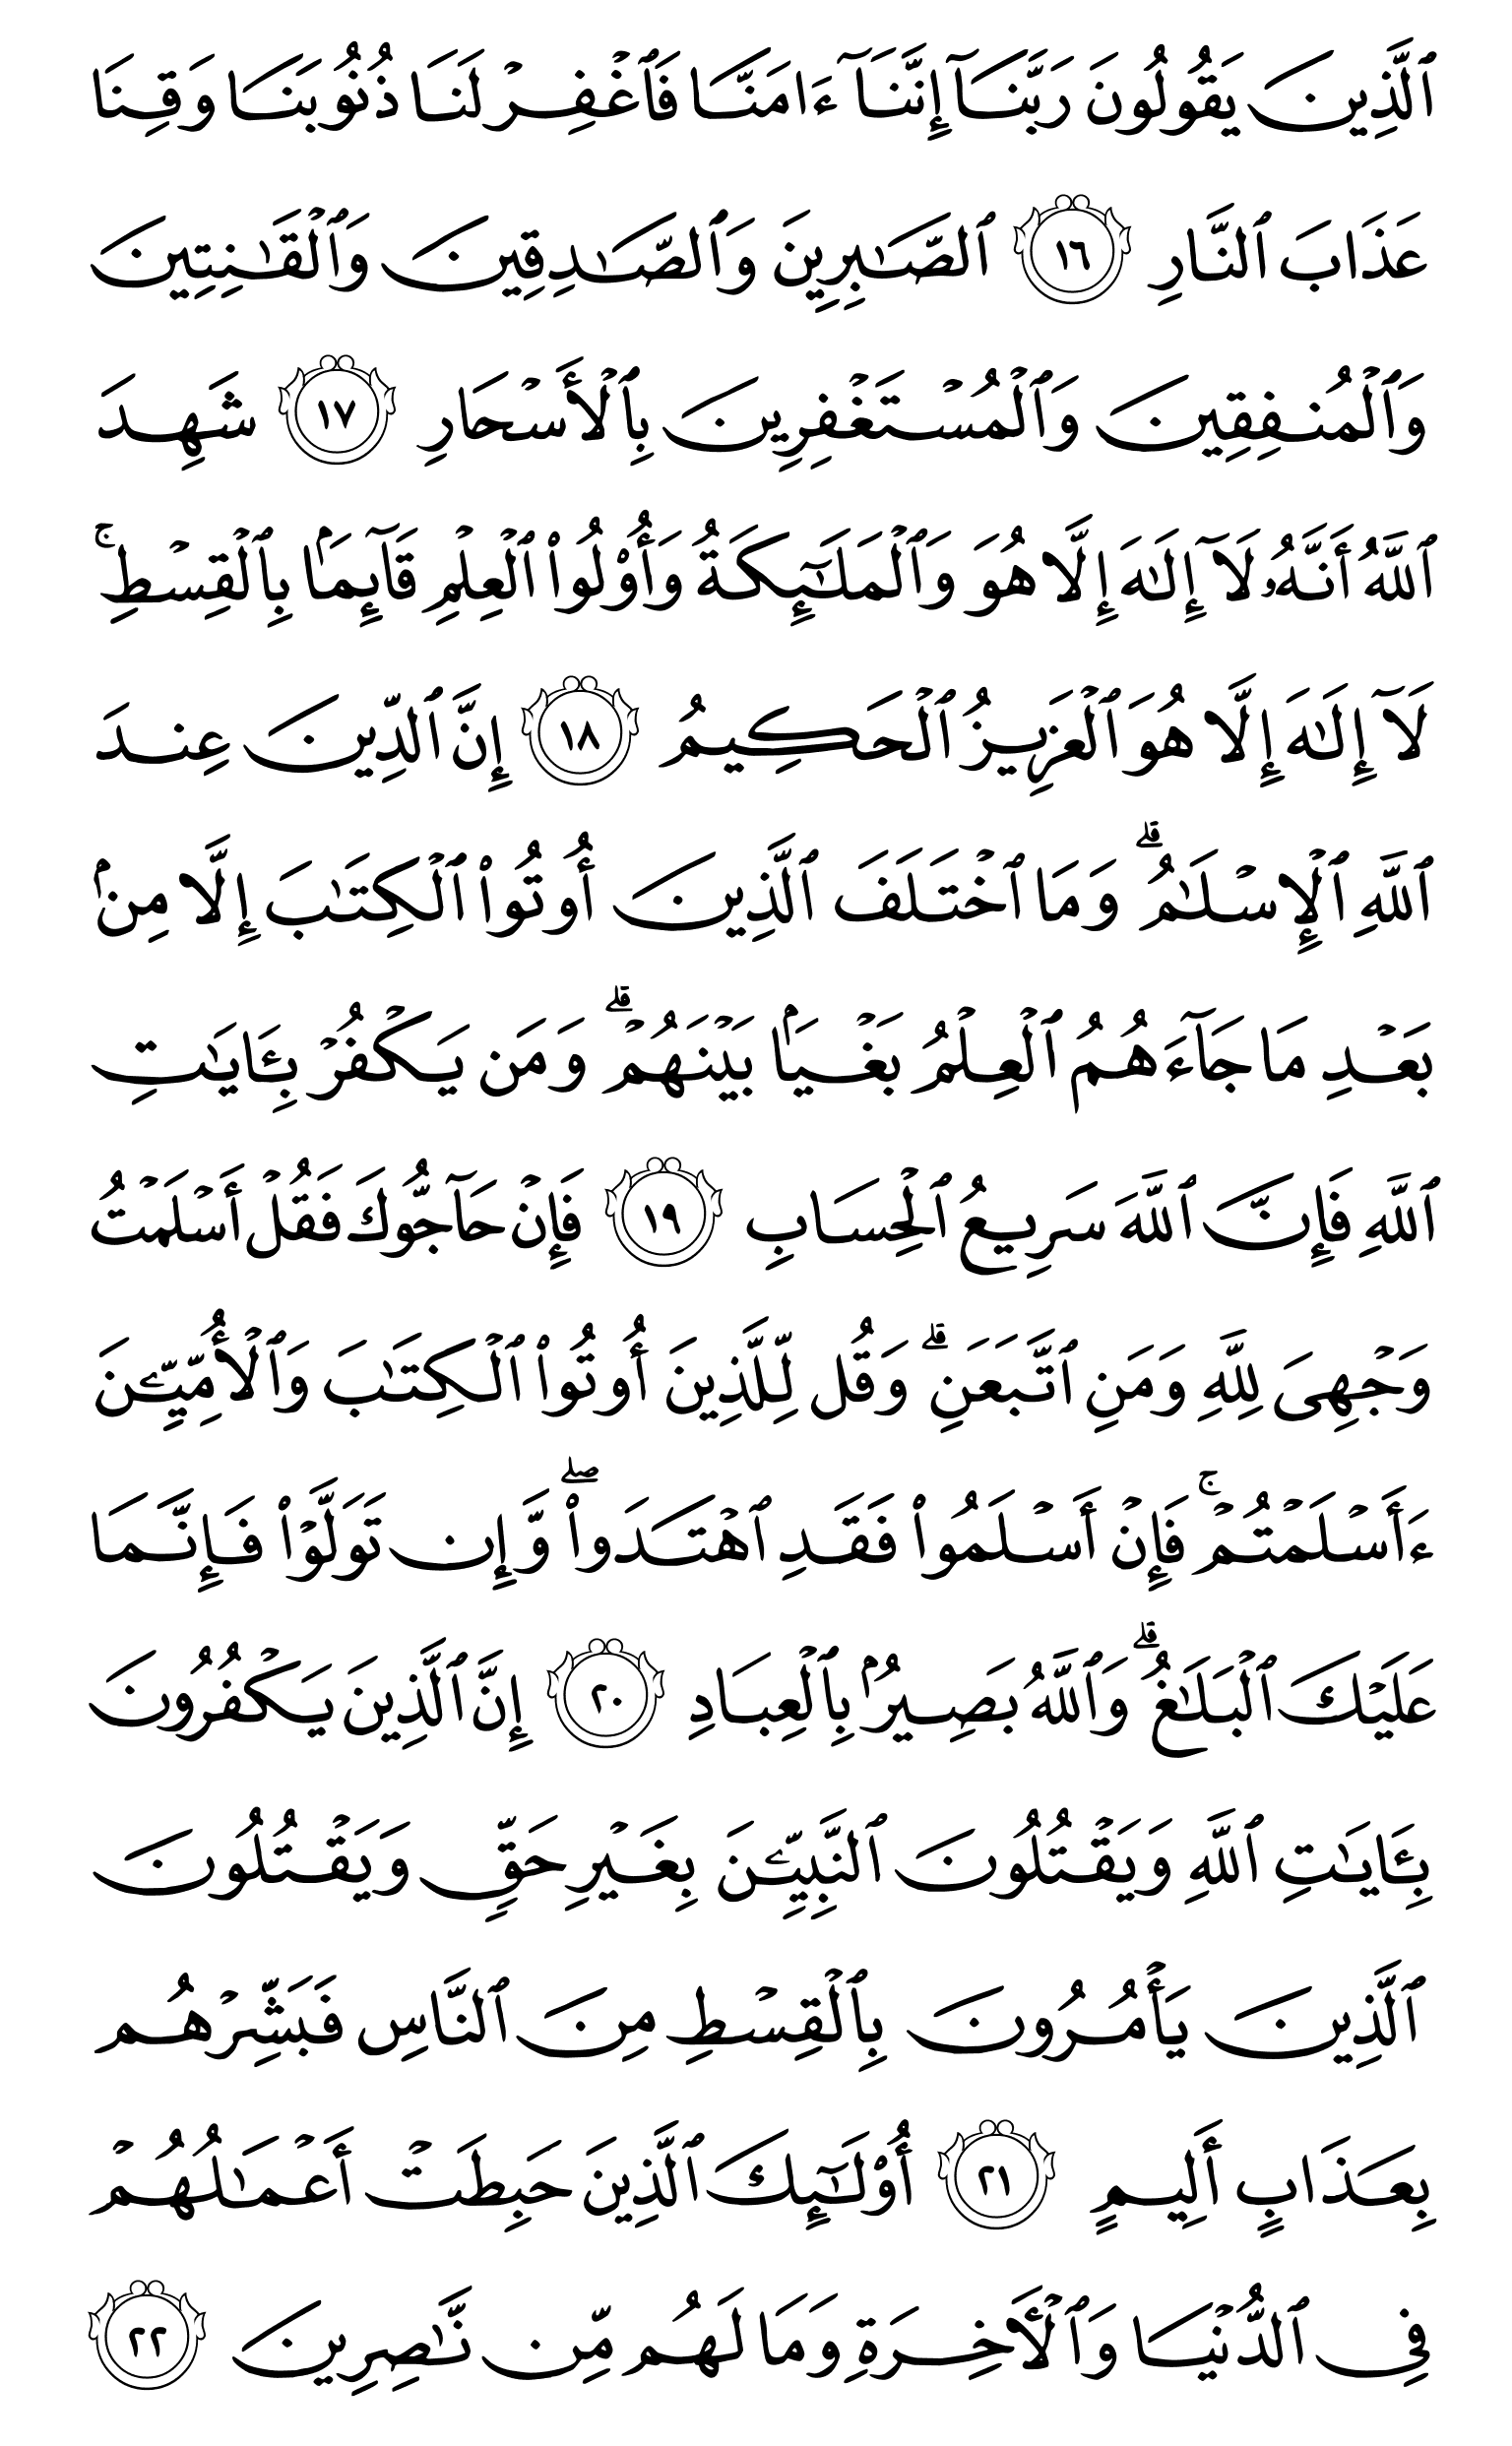 ٱلَّذِينَ يَقُولُونَ رَبَّنَآ إِنَّنَآ ءَامَنَّا فَٱغْفِرْ لَنَا ذُنُوبَنَا وَقِنَا
عَذَابَ ٱلنَّارِ ١٦ ٱلصَّٰبِرِينَ وَٱلصَّٰدِقِينَ وَٱلْقَٰنِتِينَ
وَٱلْمُنفِقِينَ وَٱلْمُسْتَغْفِرِينَ بِٱلْأَسْحَارِ ١٧ شَهِدَ
ٱللَّهُ أَنَّهُۥ لَآ إِلَٰهَ إِلَّا هُوَ وَٱلْمَلَٰٓئِكَةُ وَأُو۟لُوا۟ ٱلْعِلْمِ قَآئِمَۢا بِٱلْقِسْطِۚ
لَآ إِلَٰهَ إِلَّا هُوَ ٱلْعَزِيزُ ٱلْحَكِيمُ ١٨ إِنَّ ٱلدِّينَ عِندَ
ٱللَّهِ ٱلْإِسْلَٰمُۗ وَمَا ٱخْتَلَفَ ٱلَّذِينَ أُوتُوا۟ ٱلْكِتَٰبَ إِلَّا مِنۢ
بَعْدِ مَا جَآءَهُمُ ٱلْعِلْمُ بَغْيَۢا بَيْنَهُمْۗ وَمَن يَكْفُرْ بِـَٔايَٰتِ
ٱللَّهِ فَإِنَّ ٱللَّهَ سَرِيعُ ٱلْحِسَابِ ١٩ فَإِنْ حَآجُّوكَ فَقُلْ أَسْلَمْتُ
وَجْهِىَ لِلَّهِ وَمَنِ ٱتَّبَعَنِۗ وَقُل لِّلَّذِينَ أُوتُوا۟ ٱلْكِتَٰبَ وَٱلْأُمِّيِّـۧنَ
ءَأَسْلَمْتُمْۚ فَإِنْ أَسْلَمُوا۟ فَقَدِ ٱهْتَدَوا۟ۖ وَّإِن تَوَلَّوْا۟ فَإِنَّمَا
عَلَيْكَ ٱلْبَلَٰغُۗ وَٱللَّهُ بَصِيرُۢ بِٱلْعِبَادِ ٢٠ إِنَّ ٱلَّذِينَ يَكْفُرُونَ
بِـَٔايَٰتِ ٱللَّهِ وَيَقْتُلُونَ ٱلنَّبِيِّـۧنَ بِغَيْرِ حَقٍّ وَيَقْتُلُونَ
ٱلَّذِينَ يَأْمُرُونَ بِٱلْقِسْطِ مِنَ ٱلنَّاسِ فَبَشِّرْهُم
بِعَذَابٍ أَلِيمٍ ٢١ أُو۟لَٰٓئِكَ ٱلَّذِينَ حَبِطَتْ أَعْمَٰلُهُمْ
فِى ٱلدُّنْيَا وَٱلْأَخِرَةِ وَمَا لَهُم مِّن نَّٰصِرِينَ ٢٢